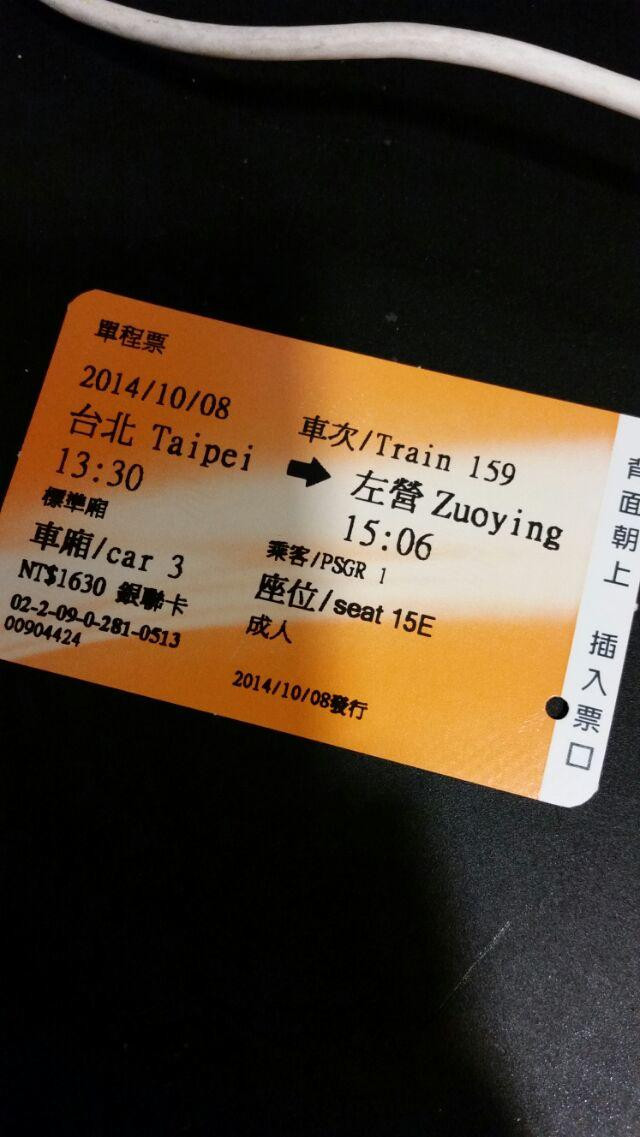 單程票
2014/10/08
車次/Train 159
台北 Taipei
左營 Zuoying
13:30
15:06
標準廂
乘客/PSGR 1
車廂/car 3
座位/seat 15E
NT$1630 銀聯卡
成人
02-2-09-0-281-0513
00904424
2014/10/08發行
背面朝上 插入票口